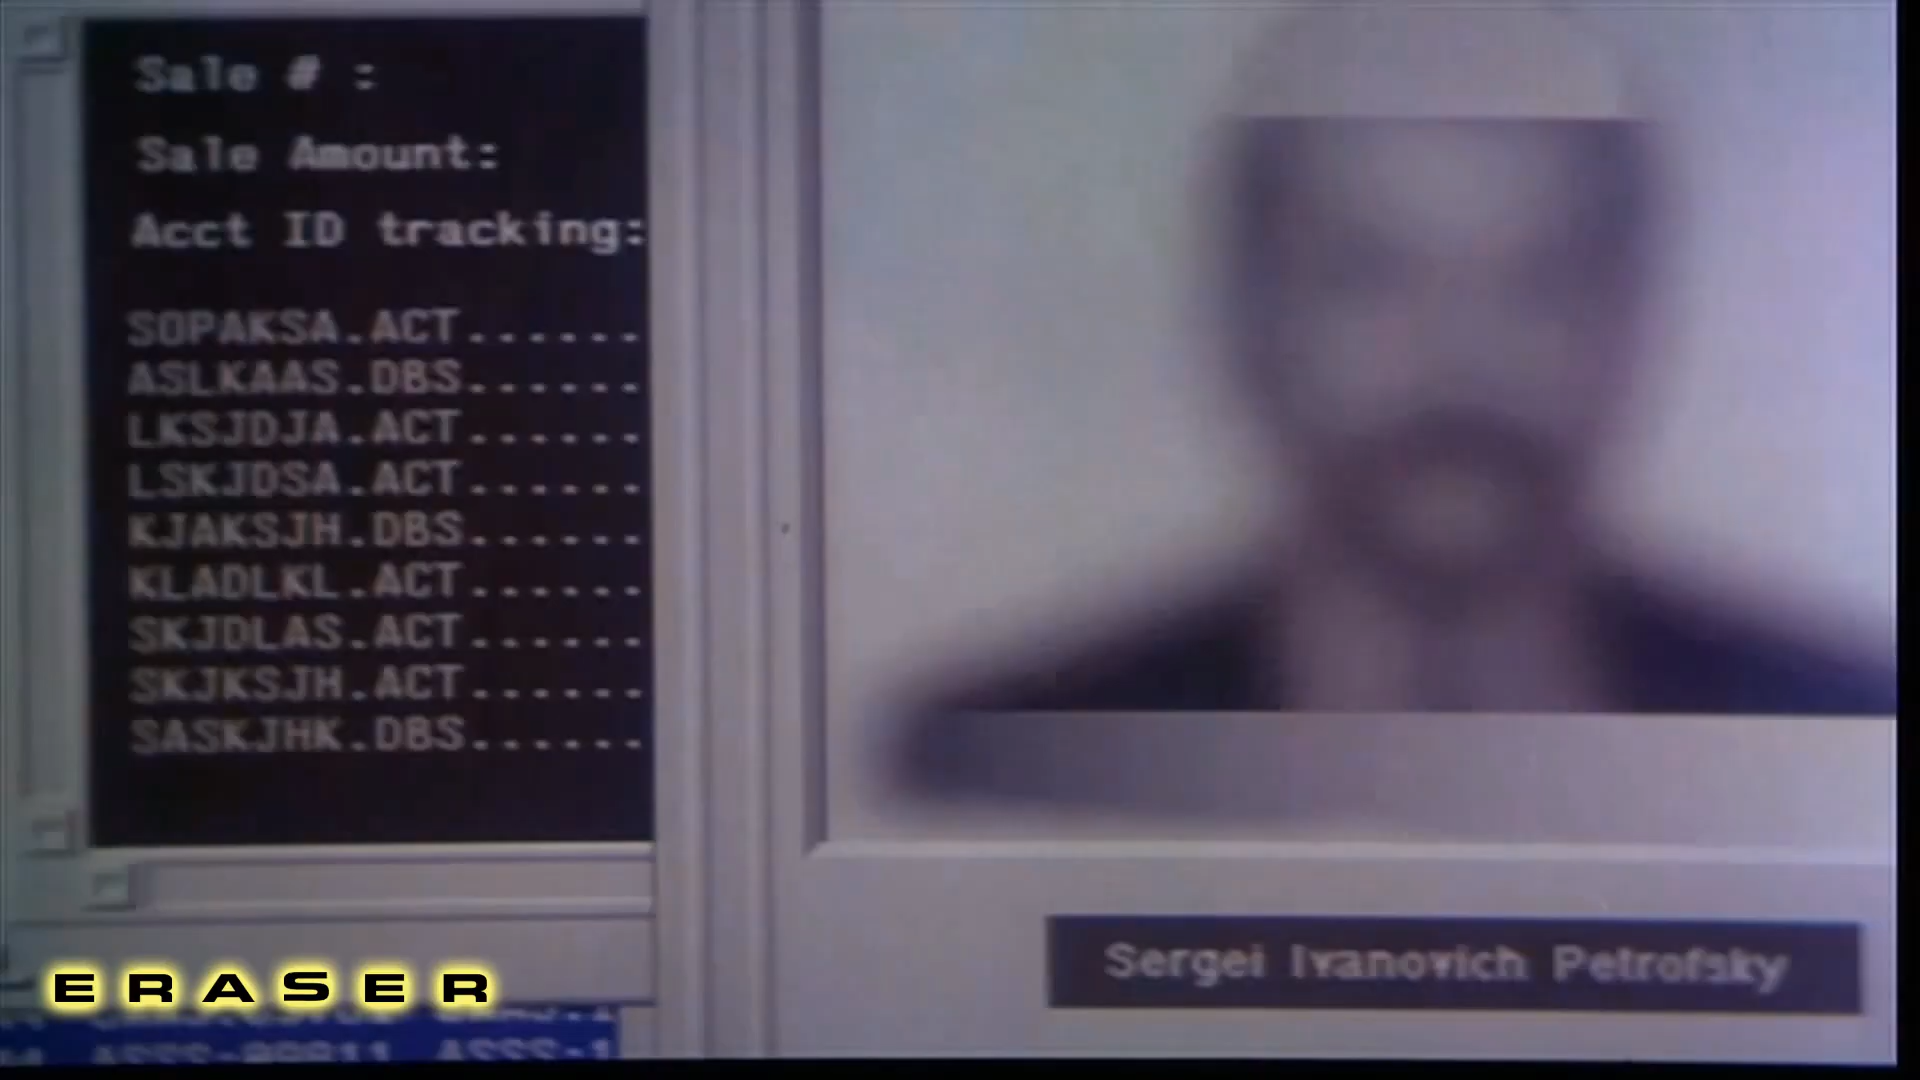 Sale # :
Sale Amount:
Acct ID tracking:
SOPAKSA.ACT......
ASLKAAS.DBS......
LKSJDJA.ACT......
LSKJDSA.ACT......
KJAKSJH.DBS......
KLADLKL.ACT......
SKJDLAS.ACT......
SKJKSJH.ACT......
SASKJHK.DBS......
Sergei Ivanovich Petrofsky
ERASER